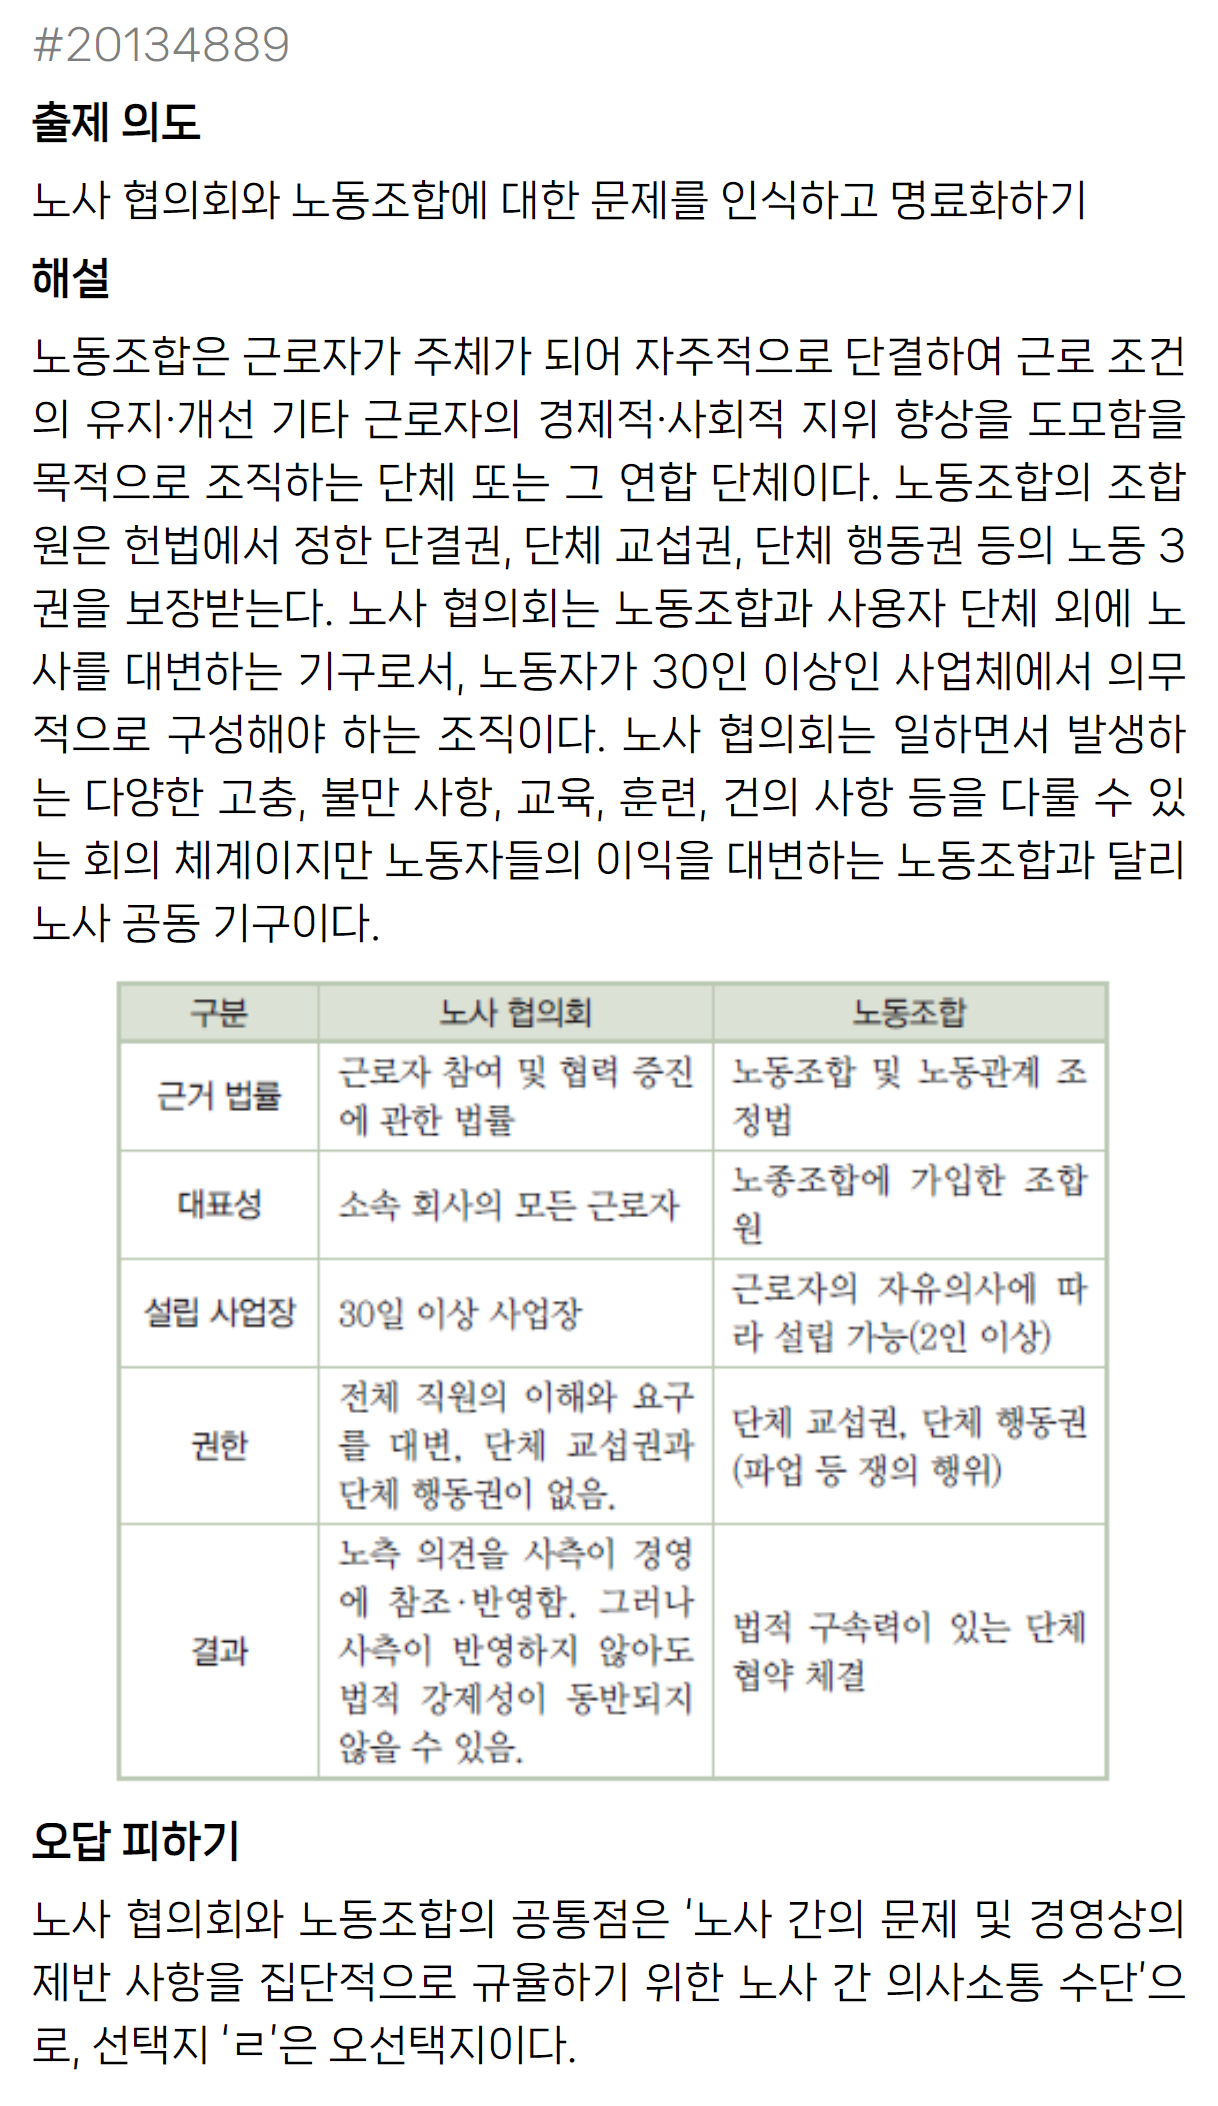 #20134889
출제 의도
노사 협의회와 노동조합에 대한 문제를 인식하고 명료화하기
해설
노동조합은 근로자가 주체가 되어 자주적으로 단결하여 근로 조건
의 유지·개선 기타 근로자의 경제적·사회적 지위 향상을 도모함을
목적으로 조직하는 단체 또는 그 연합 단체이다. 노동조합의 조합
원은 헌법에서 정한 단결권, 단체 교섭권, 단체 행동권 등의 노동 3
권을 보장받는다. 노사 협의회는 노동조합과 사용자 단체 외에 노
사를 대변하는 기구로서, 노동자가 30인 이상인 사업체에서 의무
적으로 구성해야 하는 조직이다. 노사 협의회는 일하면서 발생하
는 다양한 고충, 불만 사항, 교육, 훈련, 건의 사항 등을 다룰 수 있
는 회의 체계이지만 노동자들의 이익을 대변하는 노동조합과 달리
노사 공동 기구이다.
구분 노사 협의회 노동조합
근거 법률
근로자 참여 및 협력 증진
에 관한 법률
노동조합 및 노동관계 조
정법
대표성
소속 회사의 모든 근로자
노종조합에 가입한 조합
원
설립 사업장
30일 이상 사업장
근로자의 자유의사에 따
라 설립 가능(2인 이상)
권한
전체 직원의 이해와 요구
를 대변, 단체 교섭권과
단체 행동권이 없음.
단체 교섭권, 단체 행동권
(파업 등 쟁의 행위)
결과
노측 의견을 사측이 경영
에 참조·반영함. 그러나
사측이 반영하지 않아도
법적 강제성이 동반되지
않을 수 있음.
법적 구속력이 있는 단체
협약 체결
오답 피하기
노사 협의회와 노동조합의 공통점은 '노사 간의 문제 및 경영상의
제반 사항을 집단적으로 규율하기 위한 노사 간 의사소통 수단'으
로, 선택지 'ㄹ'은 오선택지이다.